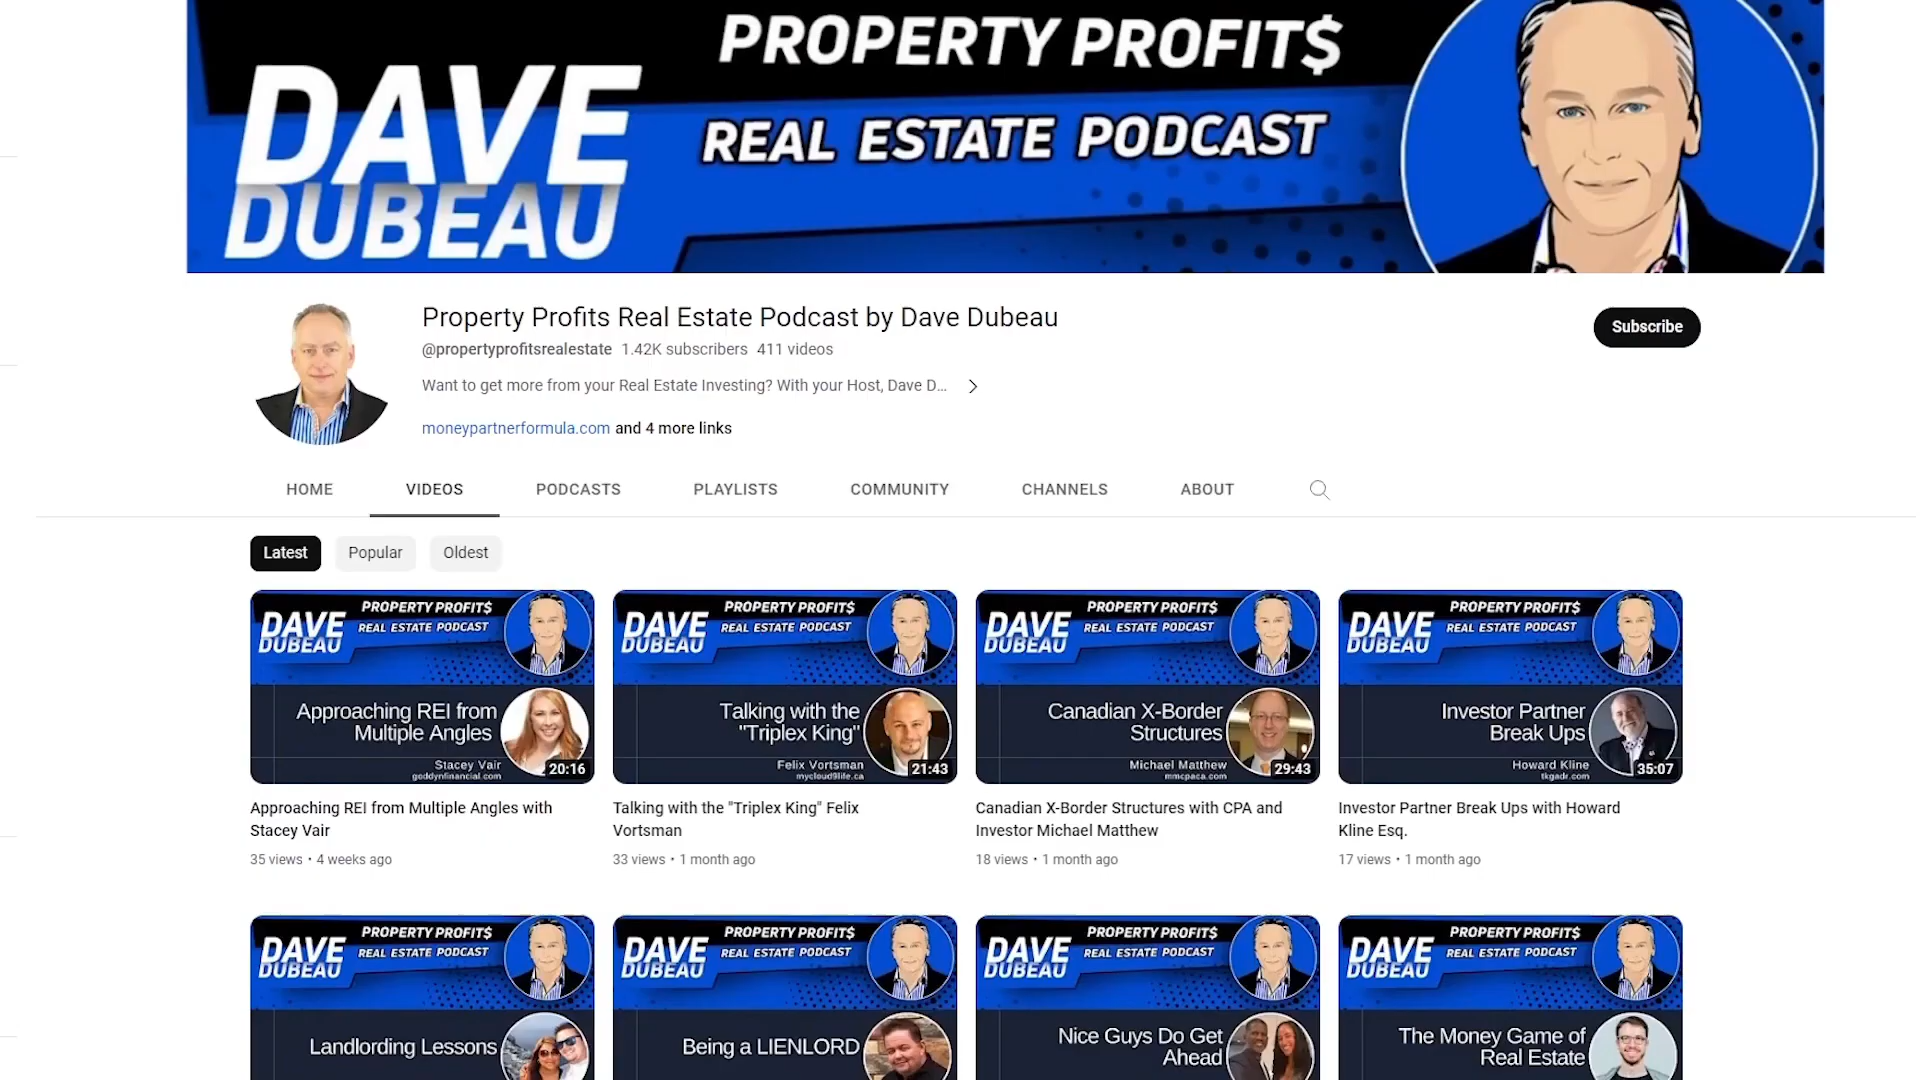 PROPERTY PROFIT$
DAVE
REAL ESTATE PODCAST
DUBEAU
Property Profits Real Estate Podcast by Dave Dubeau
Subscribe
@propertyprofitsrealestate 1.42K subscribers 411 videos
Want to get more from your Real Estate Investing? With your Host, Dave D...
moneypartnerformula.com and 4 more links
HOME VIDEOS PODCASTS PLAYLISTS COMMUNITY CHANNELS ABOUT
Latest Popular Oldest
DAVE
DUBEAU
PROPERTY PROFIT$
REAL ESTATE PODCAST
Approaching REI from
Multiple Angles
Stacey Vair
goddynfinancial.com
20:16
Approaching REI from Multiple Angles with
Stacey Vair
35 views • 4 weeks ago
DAVE
DUBEAU
PROPERTY PROFIT$
REAL ESTATE PODCAST
Talking with the
"Triplex King"
Felix Vortsman
mycloud9life.ca
21:43
Talking with the "Triplex King" Felix
Vortsman
33 views • 1 month ago
DAVE
DUBEAU
PROPERTY PROFIT$
REAL ESTATE PODCAST
Canadian X-Border
Structures
Michael Matthew
mmcpaca.com
29:43
Canadian X-Border Structures with CPA and
Investor Michael Matthew
18 views • 1 month ago
DAVE
DUBEAU
PROPERTY PROFIT$
REAL ESTATE PODCAST
Investor Partner
Break Ups
Howard Kline
tkgadr.com
35:07
Investor Partner Break Ups with Howard
Kline Esq.
17 views • 1 month ago
DAVE
DUBEAU
PROPERTY PROFIT$
REAL ESTATE PODCAST
Landlording Lessons
DAVE
DUBEAU
PROPERTY PROFIT$
REAL ESTATE PODCAST
Being a LIENLORD
DAVE
DUBEAU
PROPERTY PROFIT$
REAL ESTATE PODCAST
Nice Guys Do Get
Ahead
DAVE
DUBEAU
PROPERTY PROFIT$
REAL ESTATE PODCAST
The Money Game of
Real Estate